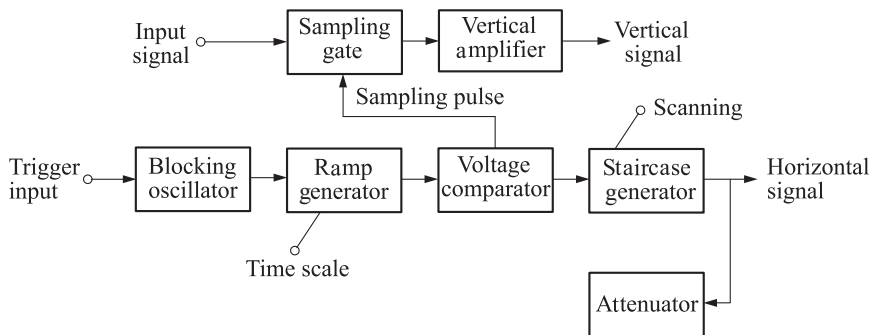 Input
signal
Sampling
gate
Vertical
amplifier
Vertical
signal
Sampling pulse
Scanning
Trigger
input
Blocking
oscillator
Ramp
generator
Voltage
comparator
Staircase
generator
Horizontal
signal
Time scale
Attenuator